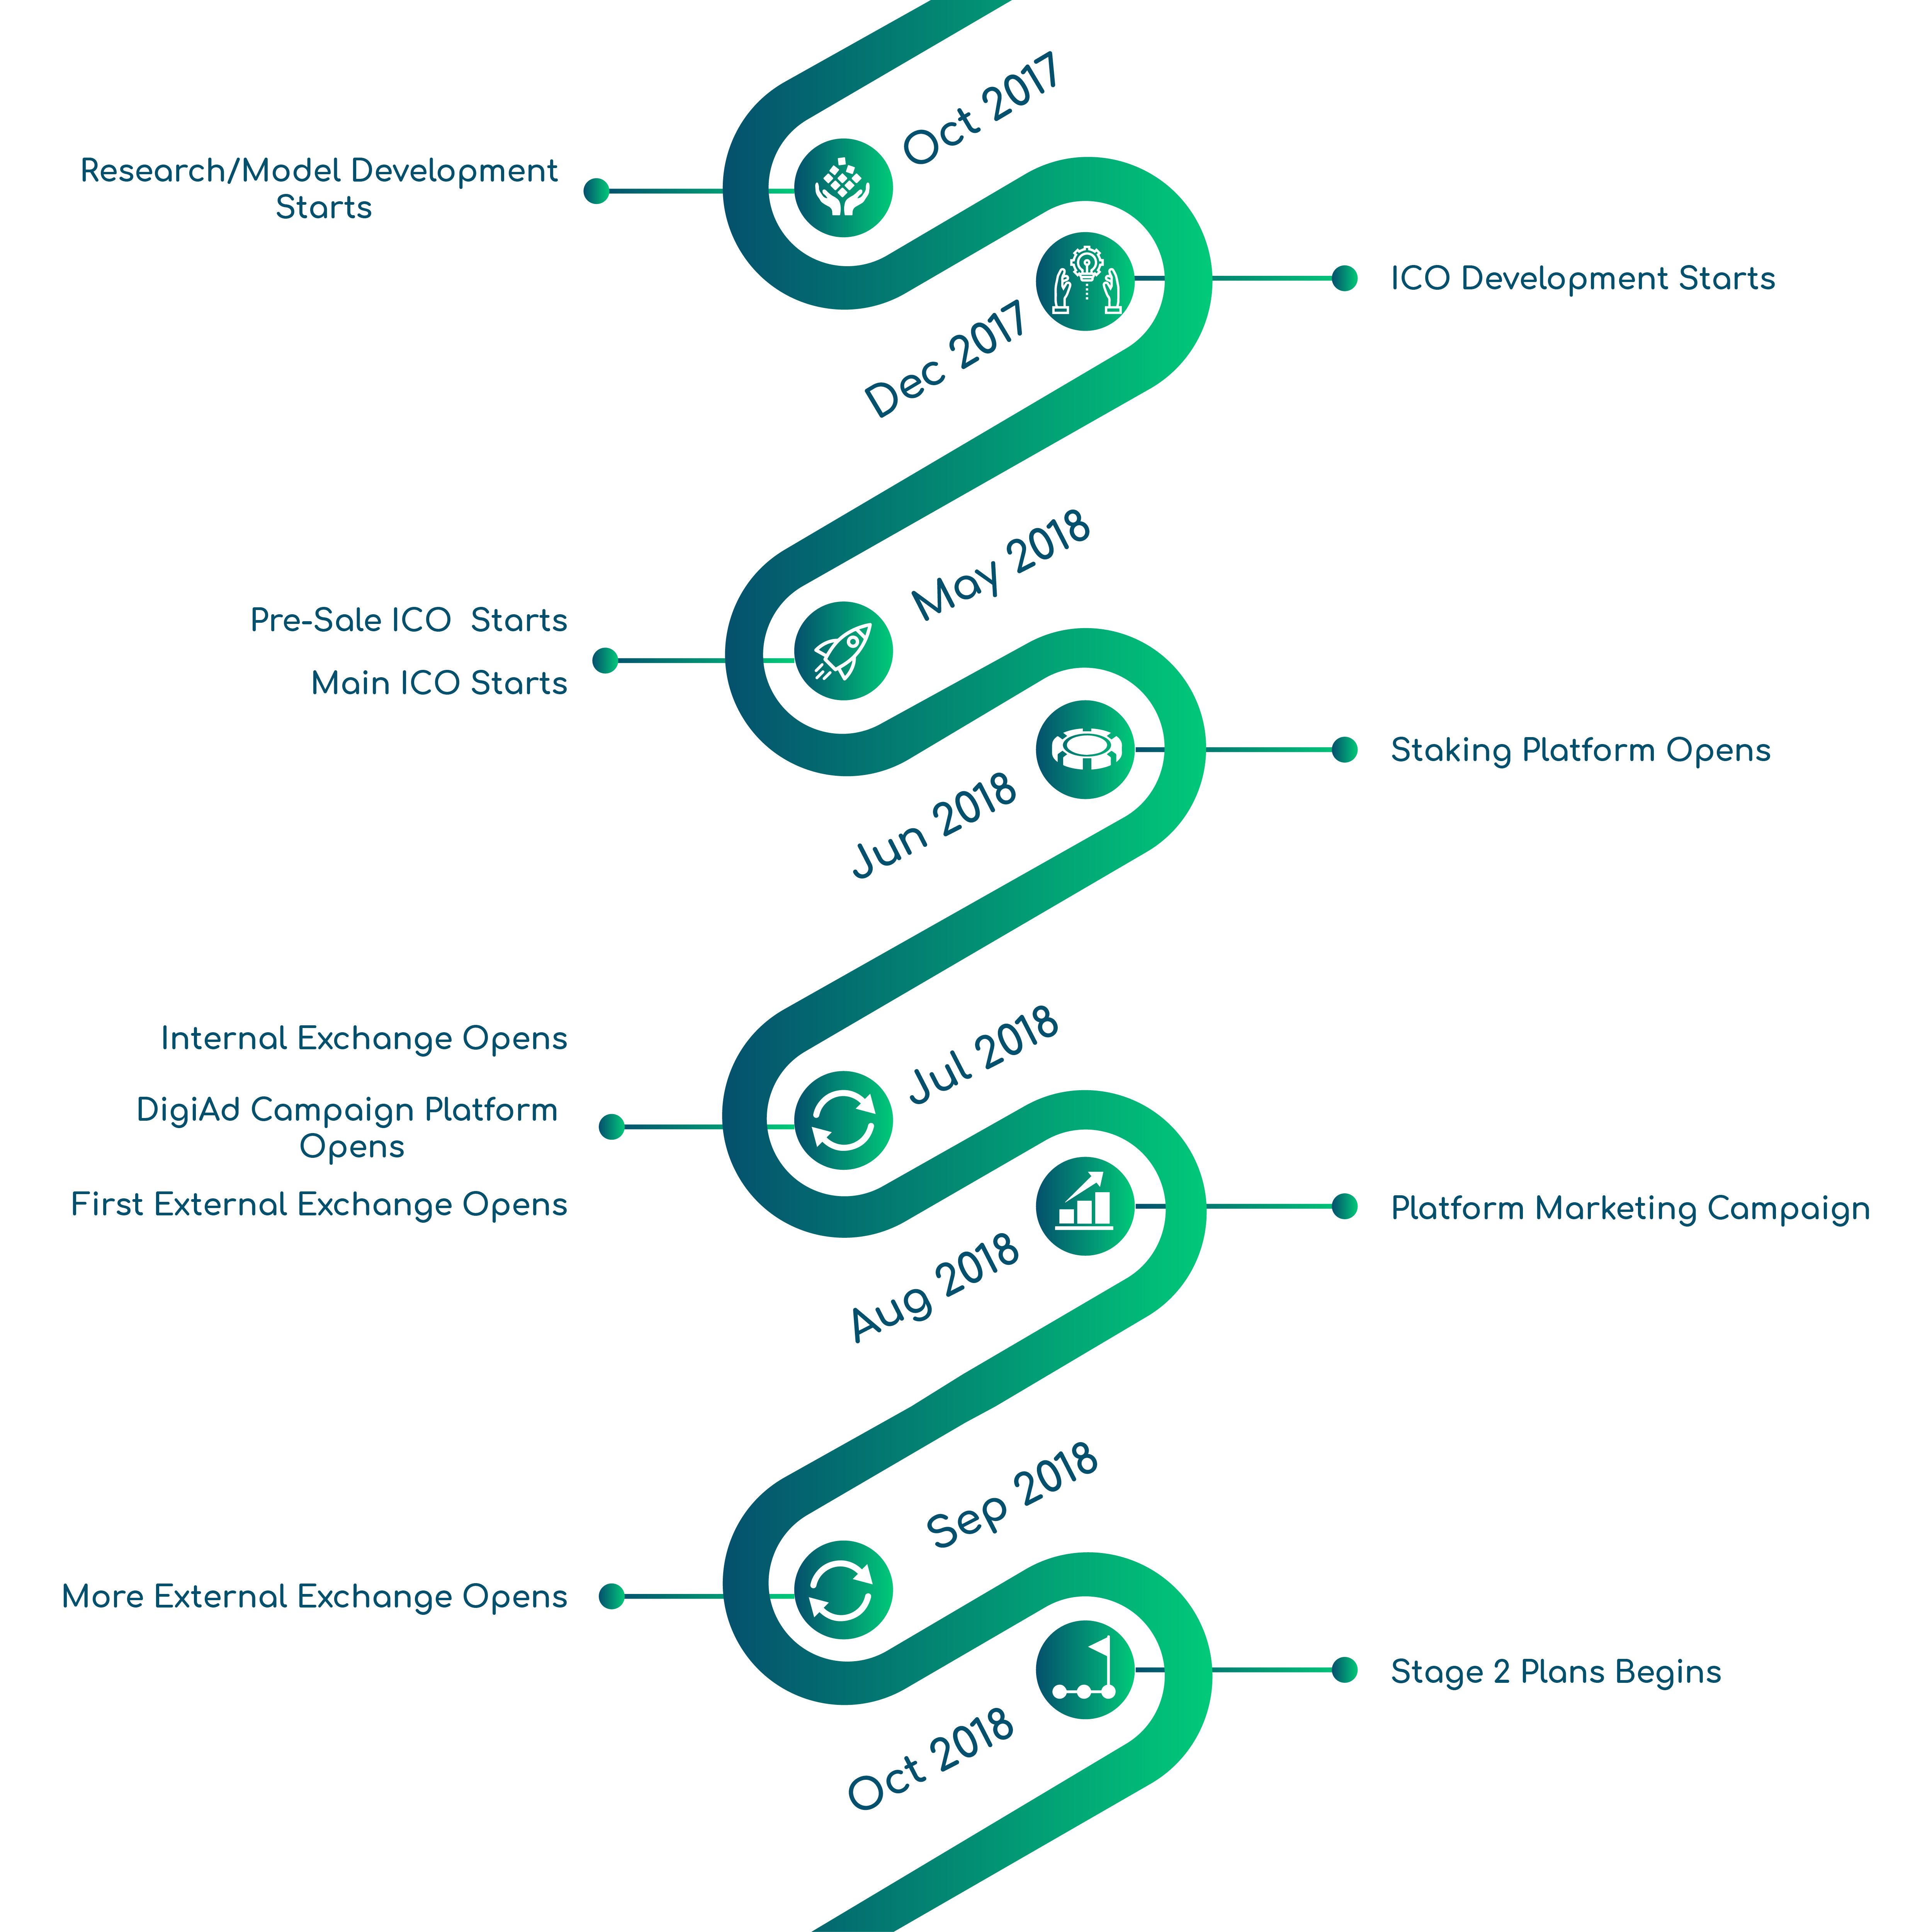 Oct 2017
Research/Model Development
Starts
Dec 2017
ICO Development Starts
May 2018
Pre-Sale ICO  Starts
Main ICO Starts
Jun 2018
Staking Platform Opens
Jul 2018
Internal Exchange Opens
DigiAd Campaign Platform
Opens
First External Exchange Opens
Aug 2018
Platform Marketing Campaign
Sep 2018
More External Exchange Opens
Oct 2018
Stage 2 Plans Begins